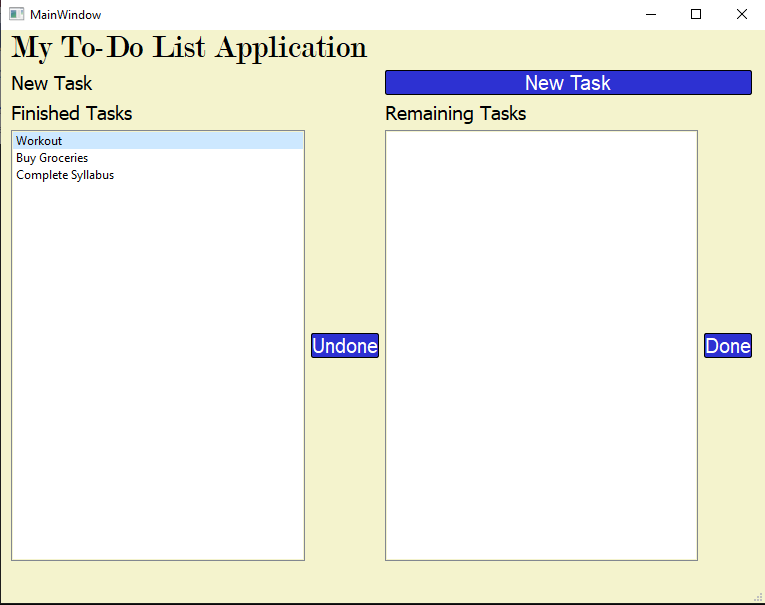 MainWindow
My To-Do List Application
New Task
New Task
Finished Tasks
Remaining Tasks
Workout
Buy Groceries
Complete Syllabus
Undone
Done